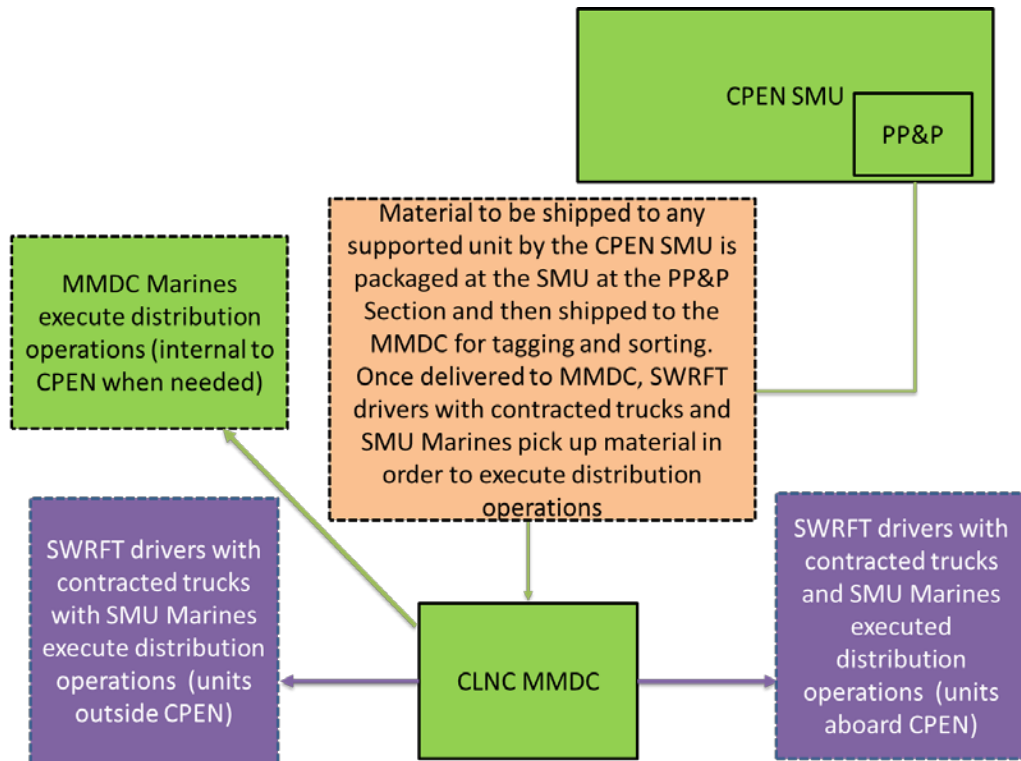 CPEN SMU
PP&P
Material to be shipped to any
supported unit by the CPEN SMU is
packaged at the SMU at the PP&P
Section and then shipped to the
MMDC for tagging and sorting.
Once delivered to MMDC, SWRFT
drivers with contracted trucks and
SMU Marines pick up material in
order to execute distribution
operations
MMDC Marines
execute distribution
operations (internal to
CPEN when needed)
SWRFT drivers with
contracted trucks
with SMU Marines
execute distribution
operations (units
outside CPEN)
CLNC MMDC
SWRFT drivers with
contracted trucks
and SMU Marines
executed
distribution
operations (units
aboard CPEN)